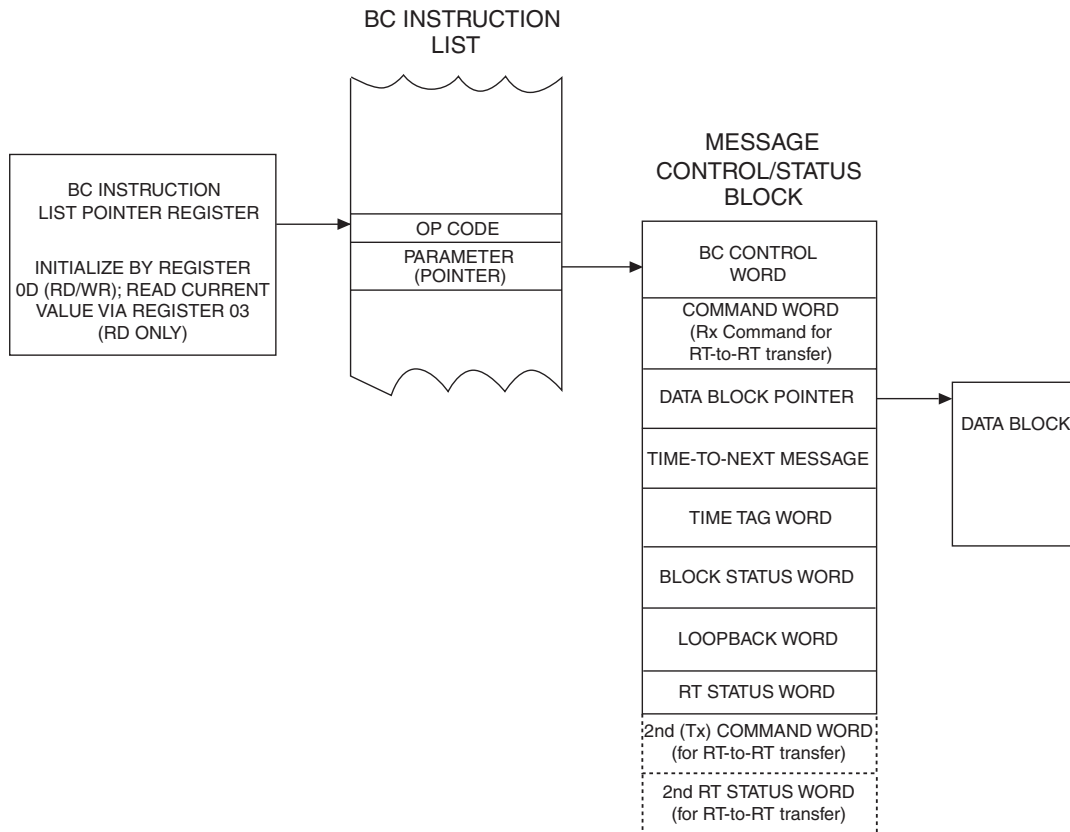 BC INSTRUCTION
LIST
BC INSTRUCTION
LIST POINTER REGISTER
INITIALIZE BY REGISTER
0D (RD/WR); READ CURRENT
VALUE VIA REGISTER 03
(RD ONLY)
OP CODE
PARAMETER
(POINTER)
MESSAGE
CONTROL/STATUS
BLOCK
BC CONTROL
WORD
COMMAND WORD
(Rx Command for
RT-to-RT transfer)
DATA BLOCK POINTER
TIME-TO-NEXT MESSAGE
TIME TAG WORD
BLOCK STATUS WORD
LOOPBACK WORD
RT STATUS WORD
2nd (Tx) COMMAND WORD
(for RT-to-RT transfer)
2nd RT STATUS WORD
(for RT-to-RT transfer)
DATA BLOCK